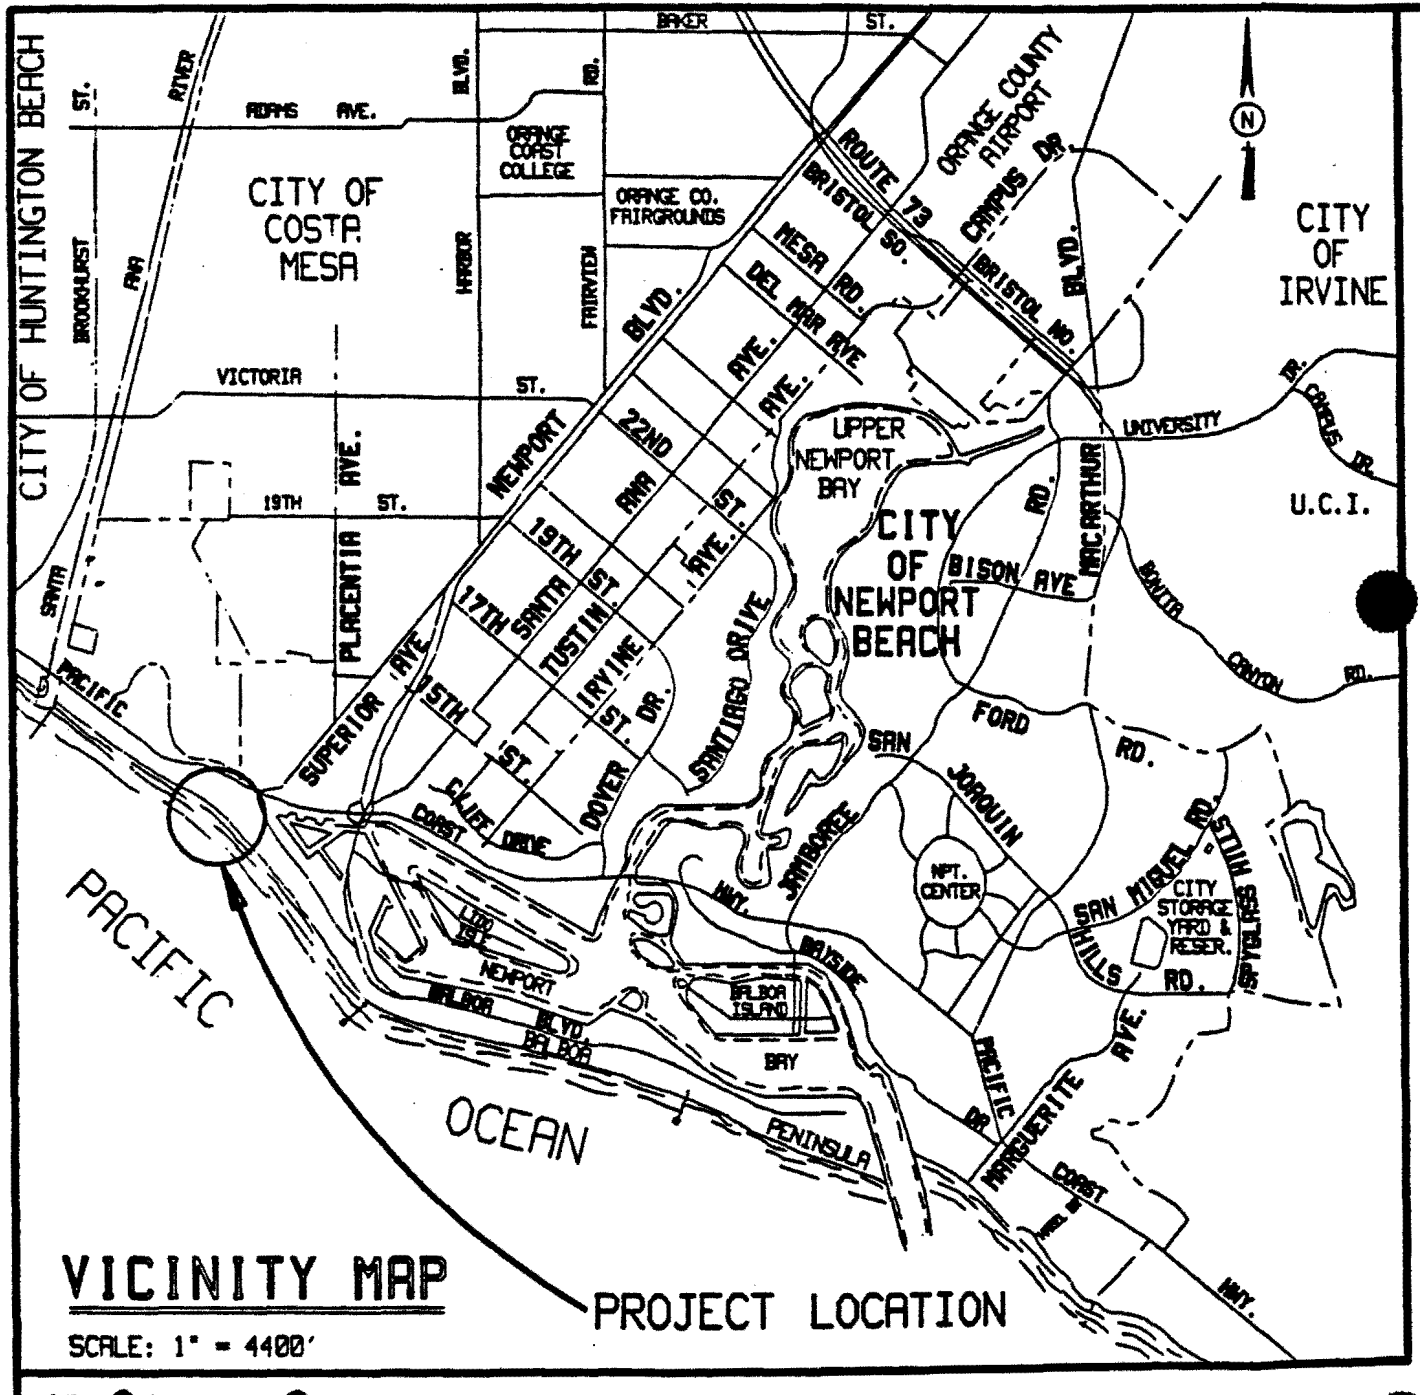 BAKER ST.
CITY OF HUNTINGTON BEACH
ST.
BROOKHURST
RIVER
ANA
SANTA
ADAMS AVE.
BLVD.
HARBOR
RD.
FAIRVIEW
ORANGE
COAST
COLLEGE
ORANGE CO.
FAIRGROUNDS
CITY OF
COSTA
MESA
ROUTE 73
BRISTOL SO.
ORANGE COUNTY
AIRPORT
CAMPUS DR.
BRISTOL NO.
BLVD.
MACARTHUR
N
CITY
OF
IRVINE
MESA RD.
DEL MAR AVE
BLVD.
NEWPORT
VICTORIA ST.
AVE.
PLACENTIA
19TH ST.
22ND ST.
AVE.
ANA
SANTA
AVE.
TUSTIN
AVE.
IRVINE
19TH ST.
17TH ST.
15TH ST.
SUPERIOR AVE
UPPER
NEWPORT
BAY
CITY
OF
NEWPORT
BEACH
UNIVERSITY DR.
CAMPUS DR.
U.C.I.
RD.
JAMBOREE
BISON AVE
BONITA CANYON RD.
FORD RD.
SANTIAGO DRIVE
DOVER DR.
CLIFF DRIVE
PACIFIC
COAST
HWY.
SAN JOAQUIN
HILLS RD.
NPT.
CENTER
SAN MIGUEL RD.
CITY
STORAGE
YARD &
RESER.
SPYGLASS HILLS
LIDO
ISLE
NEWPORT
BALBOA
BLVD.
BALBOA
PENINSULA
BALBOA
ISLAND
BAY
BAYSIDE
DR
PACIFIC
COAST
HWY.
MARGUERITE AVE.
PACIFIC
OCEAN
VICINITY MAP
SCALE: 1" = 4400'
PROJECT LOCATION